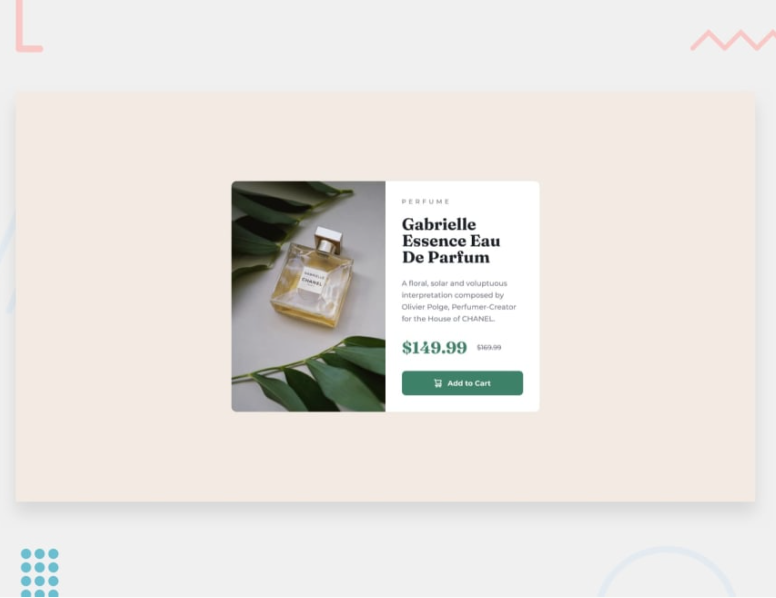 PERFUME
Gabrielle
Essence Eau
De Parfum
A floral, solar and voluptuous
interpretation composed by
Olivier Polge, Perfumer-Creator
for the House of CHANEL.
$149.99 $169.99
Add to Cart
GABRIELLE
CHANEL